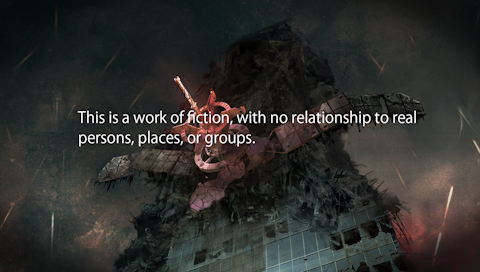 This is a work of fiction, with no relationship to real
persons, places, or groups.